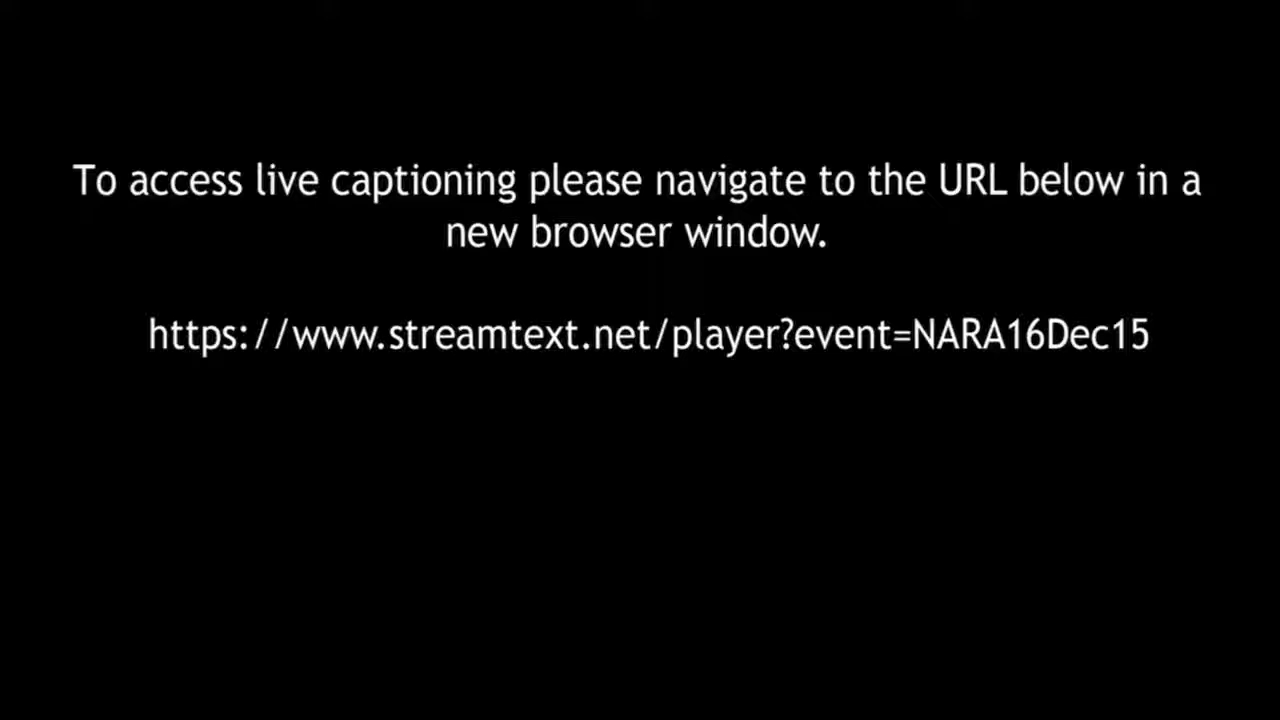 To access live captioning please navigate to the URL below in a
new browser window.
https://www.streamtext.net/player?event=NARA16Dec15